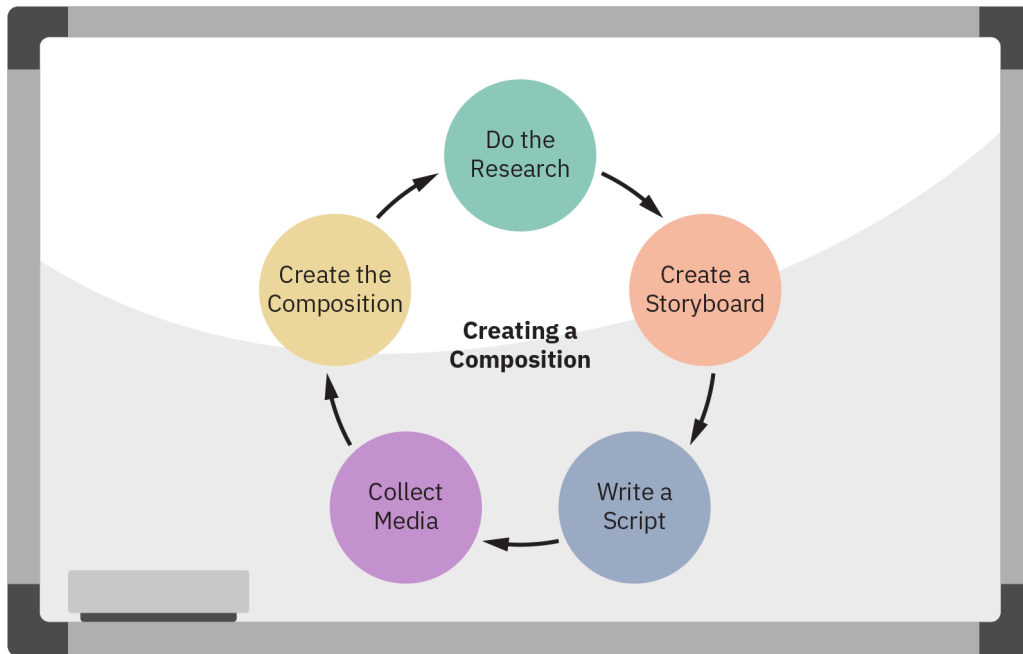 Do the
Research
Create a
Storyboard
Write a
Script
Collect
Media
Create the
Composition
Creating a
Composition